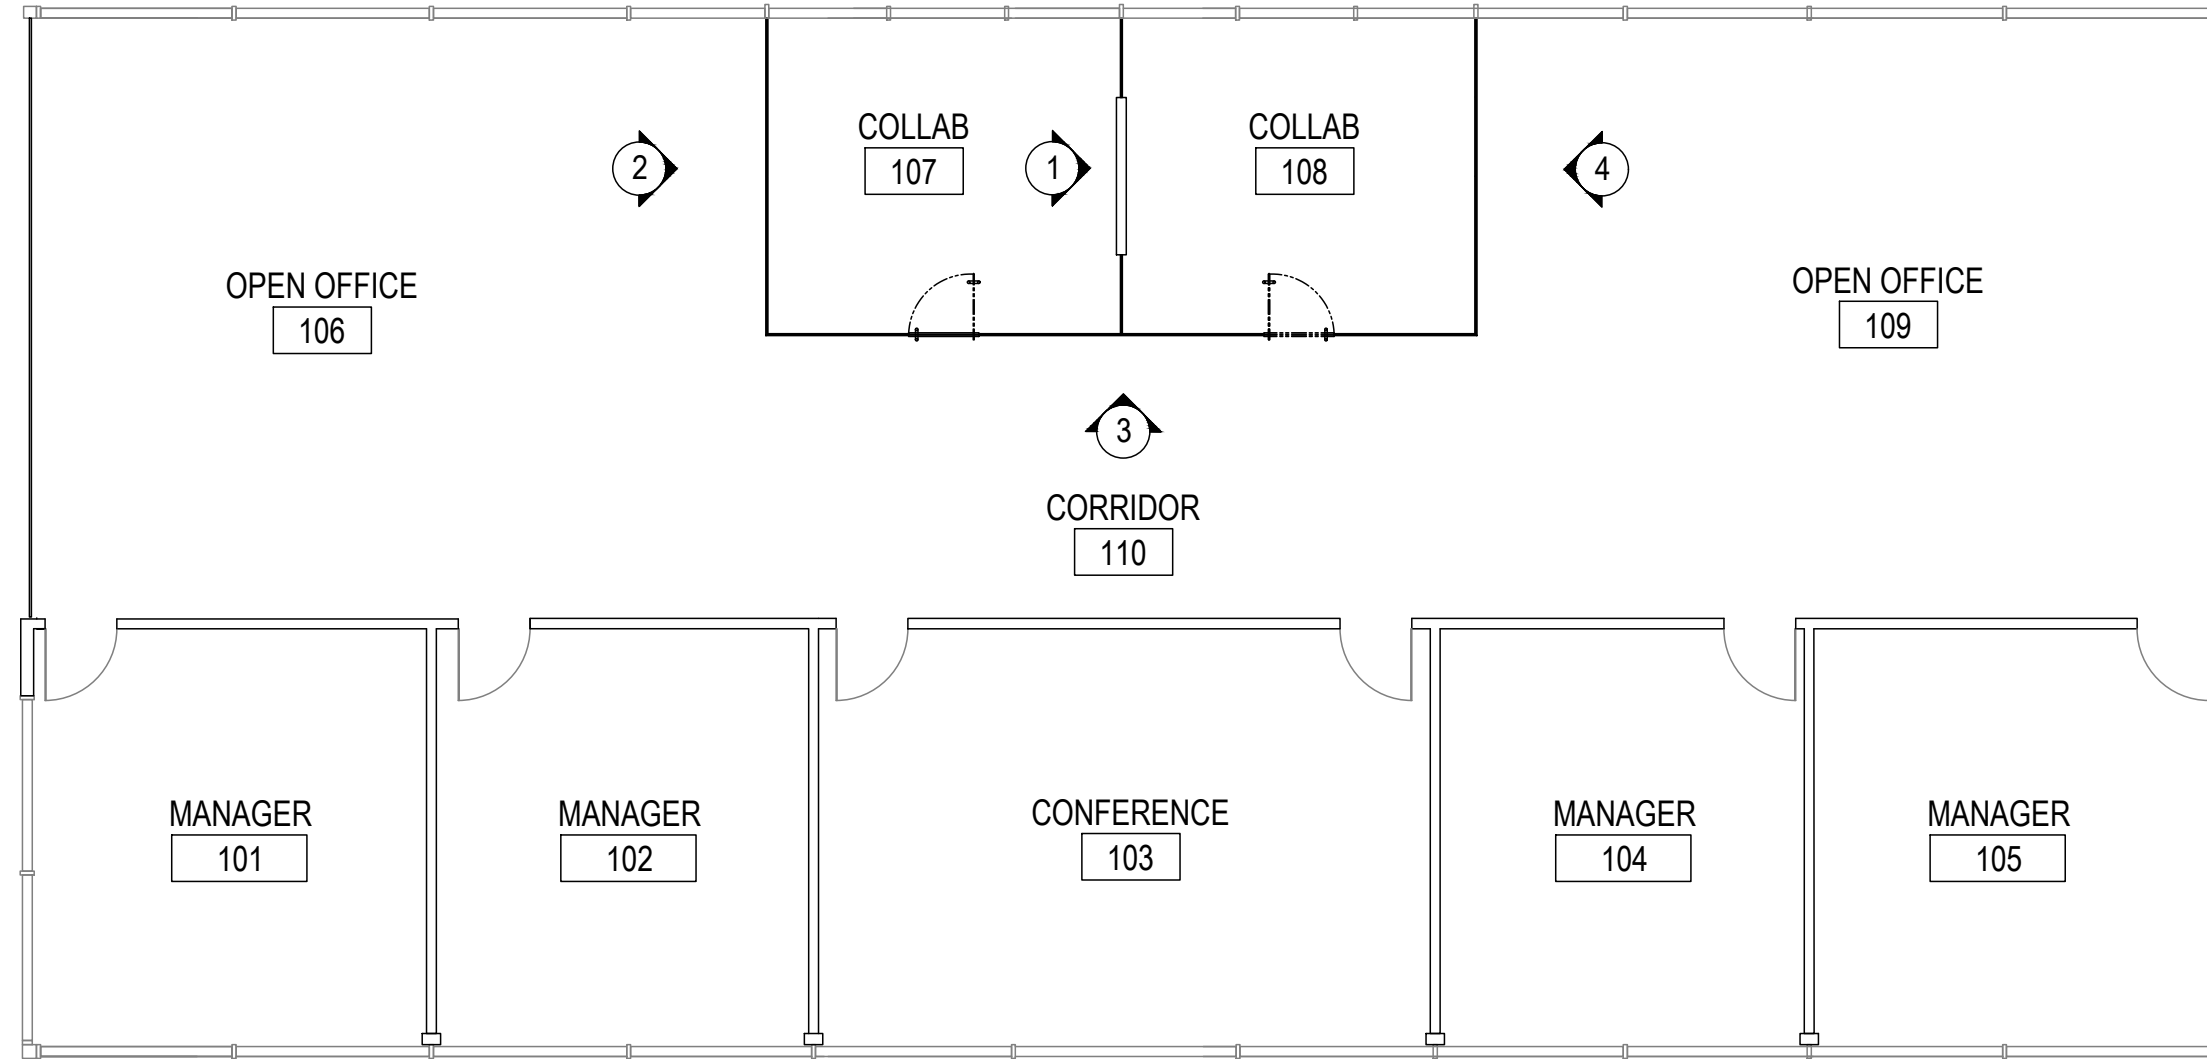 COLLAB
107
COLLAB
108
2
1
4
OPEN OFFICE
106
OPEN OFFICE
109
3
CORRIDOR
110
MANAGER
101
MANAGER
102
CONFERENCE
103
MANAGER
104
MANAGER
105